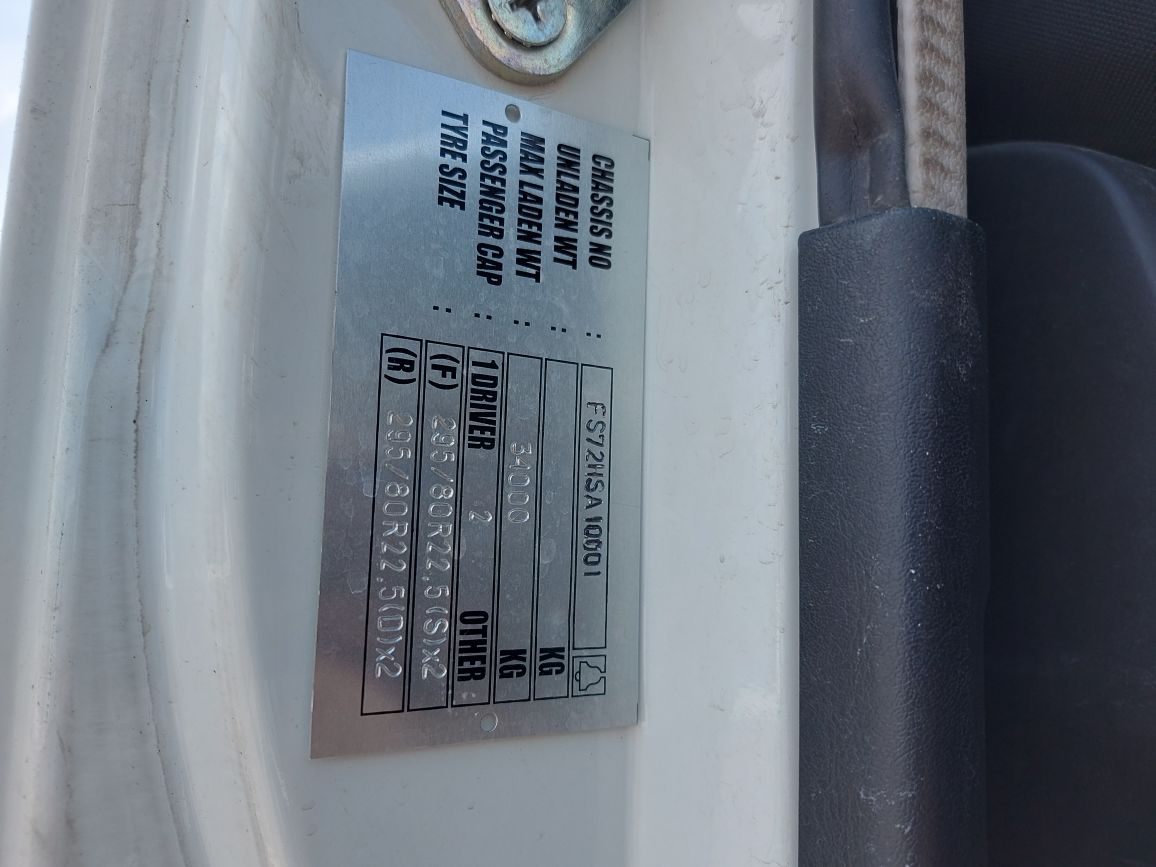 CHASSIS NO : FS72HSA10001
UNLADEN WT : KG
MAX LADEN WT : 34000 KG
PASSENGER CAP : 1 DRIVER 2 OTHER
TYRE SIZE : (F) 295/80R22.5(S)x2
(R) 295/80R22.5(D)x2